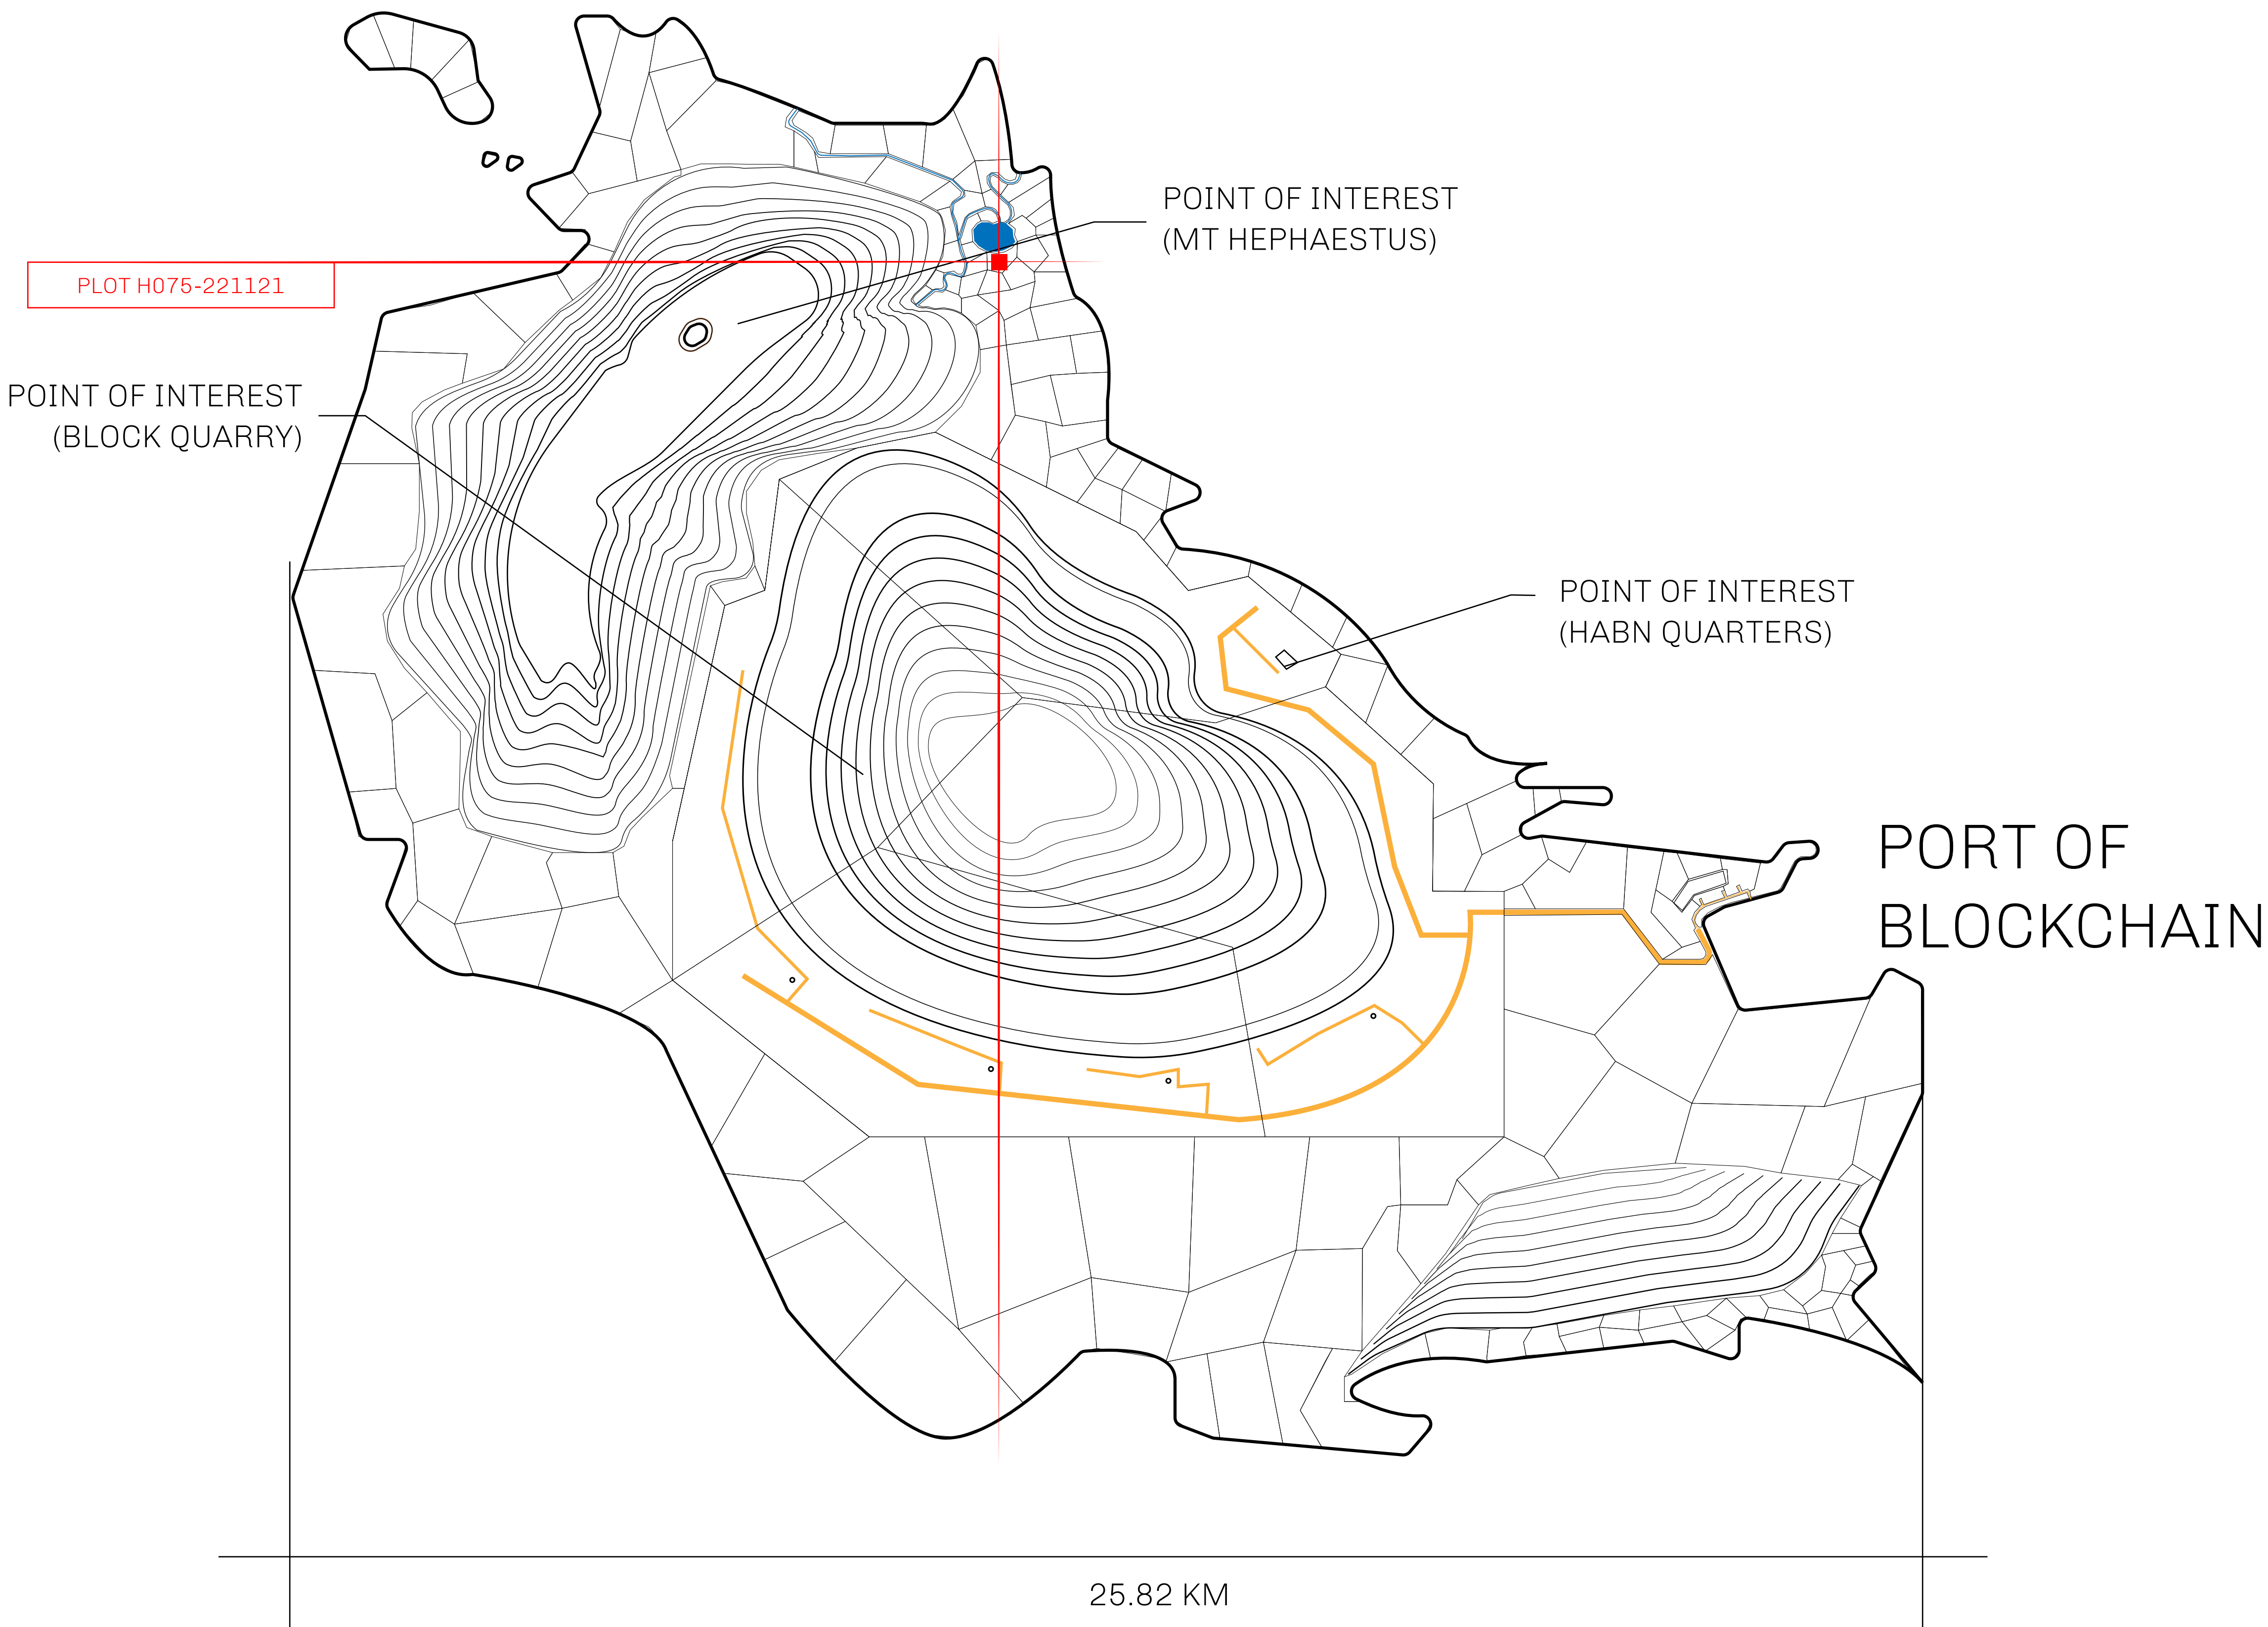 POINT OF INTEREST
(MT HEPHAESTUS)
PLOT H075-221121
POINT OF INTEREST
(BLOCK QUARRY)
POINT OF INTEREST
(HABN QUARTERS)
PORT OF
BLOCKCHAIN
25.82 KM